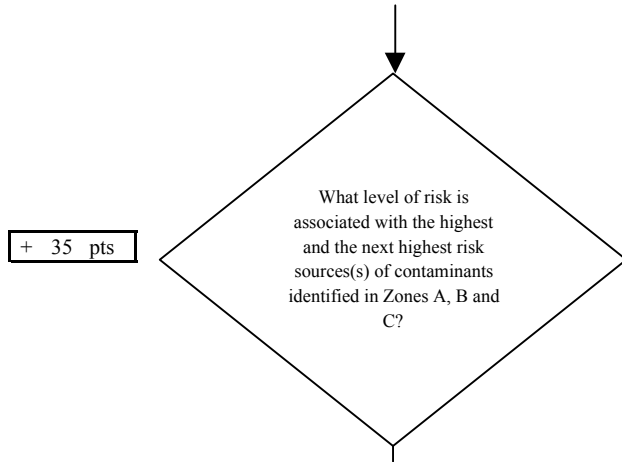 What level of risk is
associated with the highest
+ 35 pts
and the next highest risk
sources(s) of contaminants
identified in Zones A, B and
C?